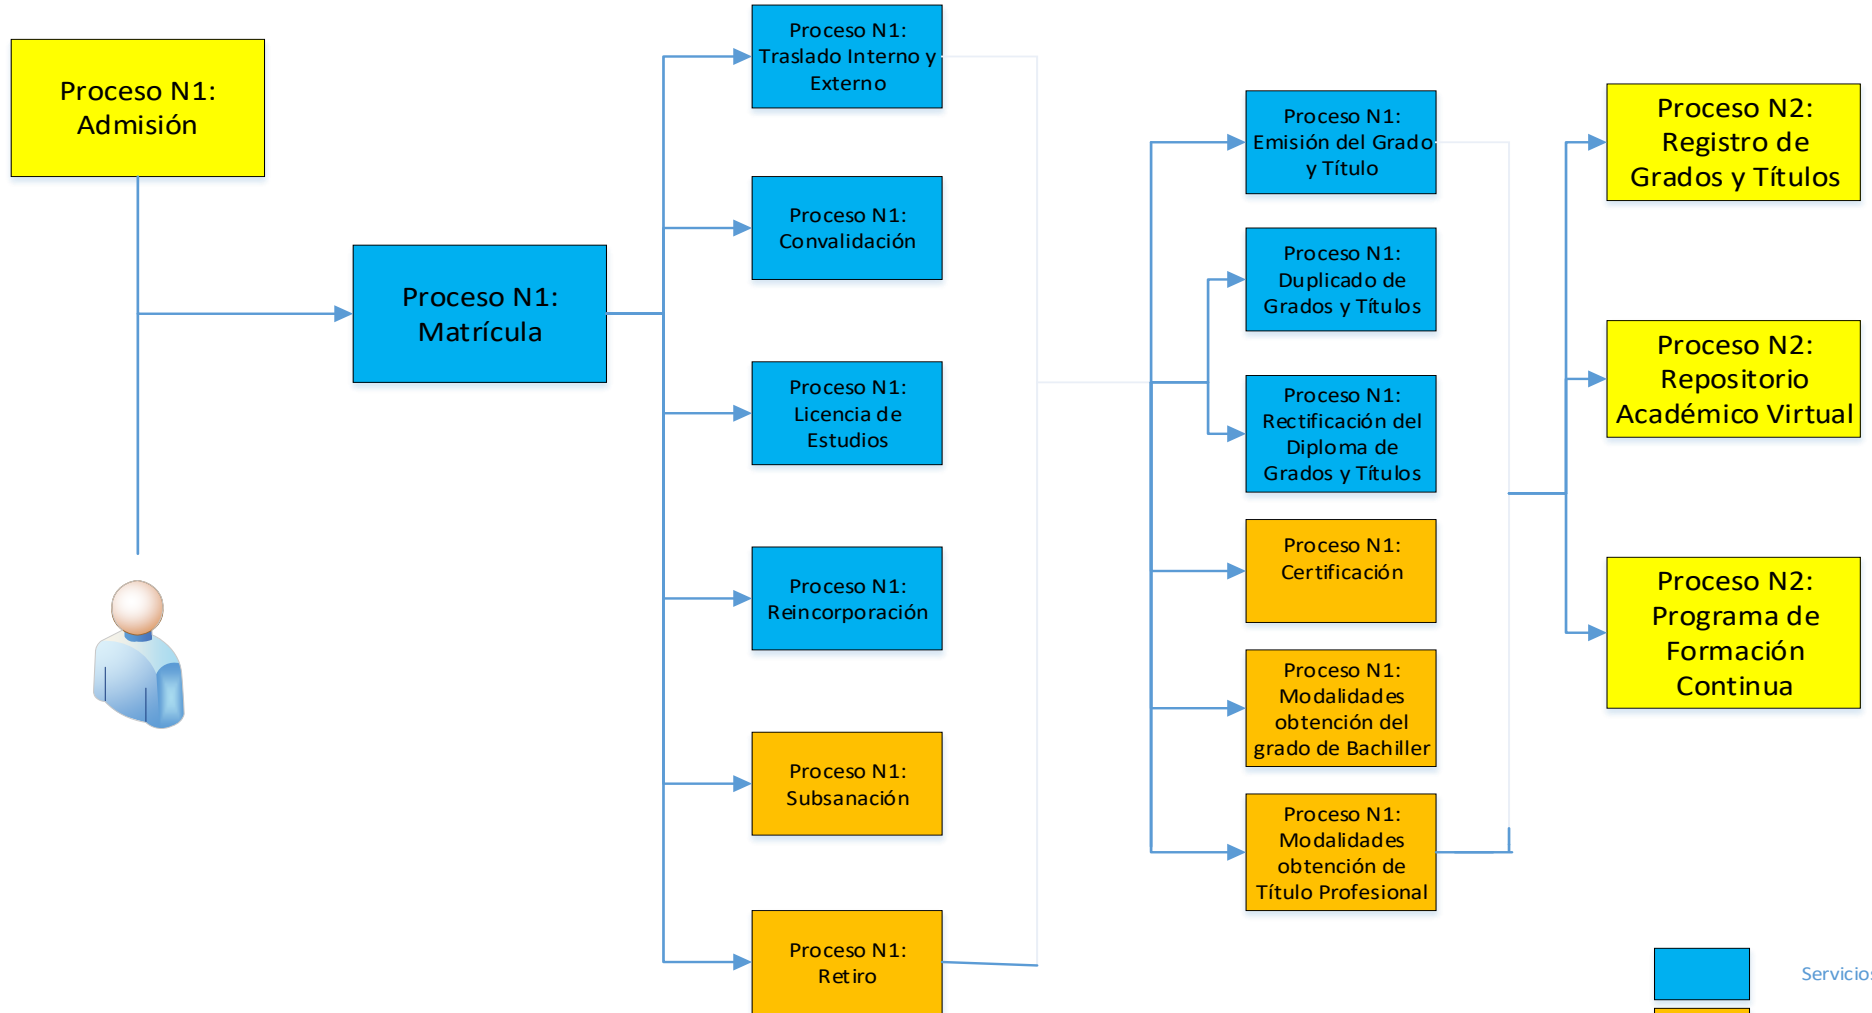 Proceso N1:
Admisión
Proceso N1:
Matrícula
Proceso N1:
Traslado Interno y
Externo
Proceso N1:
Convalidación
Proceso N1:
Licencia de
Estudios
Proceso N1:
Reincorporación
Proceso N1:
Subsanación
Proceso N1:
Retiro
Proceso N1:
Emisión del Grado
y Título
Proceso N1:
Duplicado de
Grados y Títulos
Proceso N1:
Rectificación del
Diploma de
Grados y Títulos
Proceso N1:
Certificación
Proceso N1:
Modalidades
obtención del
grado de Bachiller
Proceso N1:
Modalidades
obtención de
Título Profesional
Proceso N2:
Registro de
Grados y Títulos
Proceso N2:
Repositorio
Académico Virtual
Proceso N2:
Programa de
Formación
Continua
Servicios